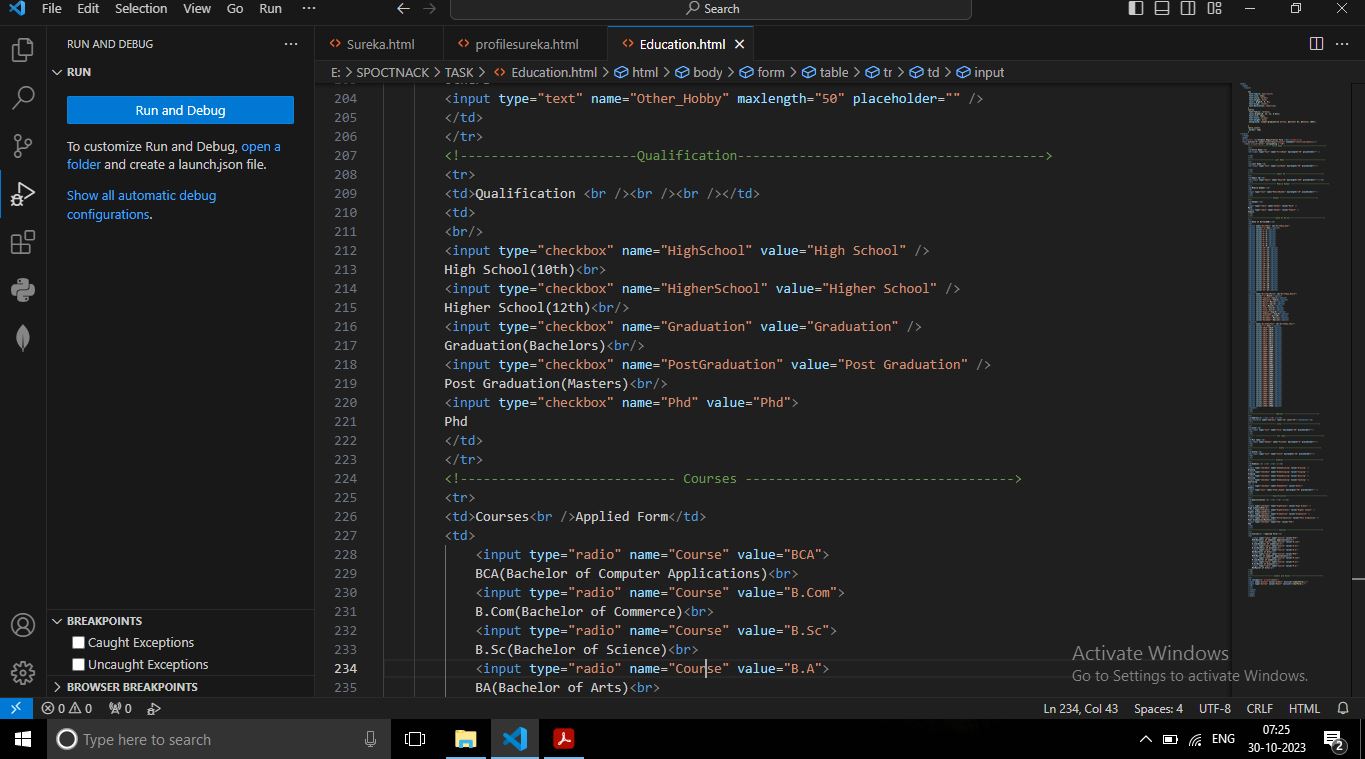 File Edit Selection View Go Run ··· Search
RUN AND DEBUG ···
RUN
Run and Debug
To customize Run and Debug, open a
folder and create a launch.json file.
Show all automatic debug
configurations.
BREAKPOINTS
Caught Exceptions
Uncaught Exceptions
BROWSER BREAKPOINTS
Sureka.html profilesureka.html Education.html
E: > SPOCTNACK > TASK > Education.html > html > body > form > table > tr > td > input
204 <input type="text" name="Other_Hobby" maxlength="50" placeholder="" />
205 </td>
206 </tr>
207 <!-----------------------Qualification---------------------------------------->
208 <tr>
209 <td>Qualification <br /><br /><br /></td>
210 <td>
211 <br/>
212 <input type="checkbox" name="HighSchool" value="High School" />
213 High School(10th)<br>
214 <input type="checkbox" name="HigherSchool" value="Higher School" />
215 Higher School(12th)<br/>
216 <input type="checkbox" name="Graduation" value="Graduation" />
217 Graduation(Bachelors)<br/>
218 <input type="checkbox" name="PostGraduation" value="Post Graduation" />
219 Post Graduation(Masters)<br/>
220 <input type="checkbox" name="Phd" value="Phd">
221 Phd
222 </td>
223 </tr>
224 <!---------------------------- Courses ----------------------------------->
225 <tr>
226 <td>Courses<br />Applied Form</td>
227 <td>
228 <input type="radio" name="Course" value="BCA">
229 BCA(Bachelor of Computer Applications)<br>
230 <input type="radio" name="Course" value="B.Com">
231 B.Com(Bachelor of Commerce)<br>
232 <input type="radio" name="Course" value="B.Sc">
233 B.Sc(Bachelor of Science)<br>
234 <input type="radio" name="Course" value="B.A">
235 BA(Bachelor of Arts)<br>
Activate Windows
Go to Settings to activate Windows.
0 0 0 Ln 234, Col 43 Spaces: 4 UTF-8 CRLF HTML
Type here to search
ENG
07:25
30-10-2023
2